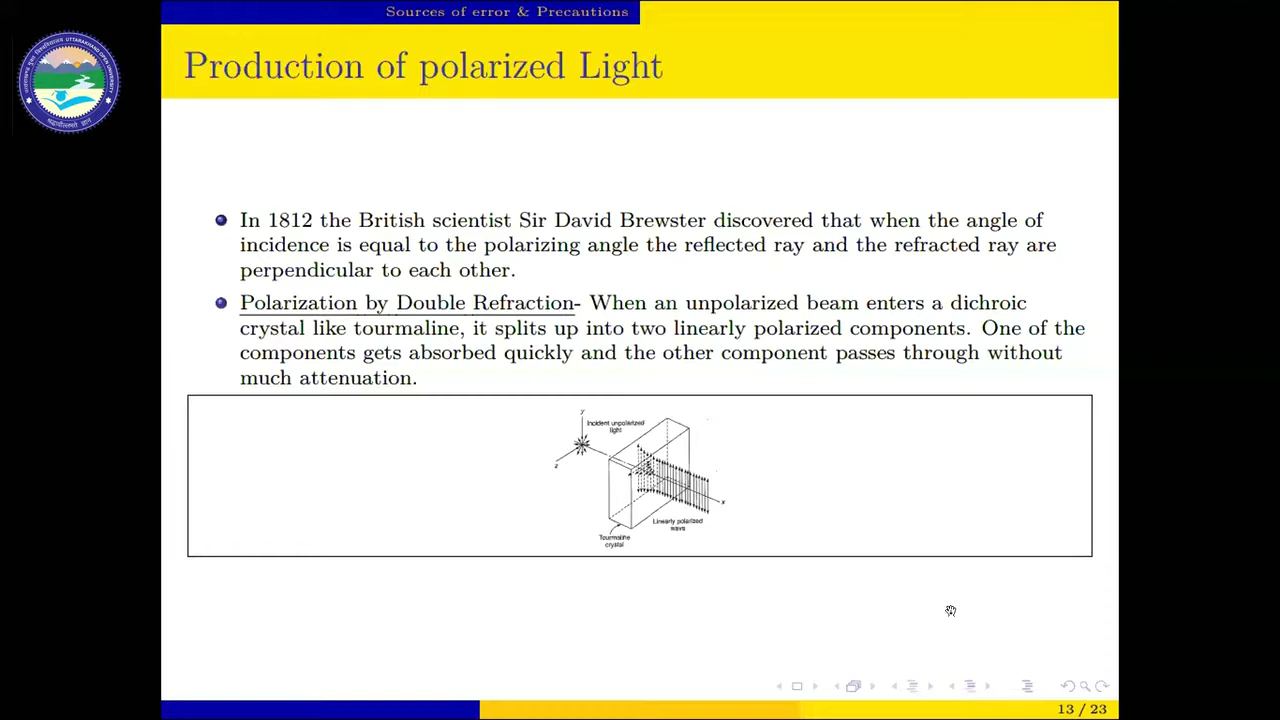 Sources of error & Precautions
Production of polarized Light
In 1812 the British scientist Sir David Brewster discovered that when the angle of
incidence is equal to the polarizing angle the reflected ray and the refracted ray are
perpendicular to each other.
Polarization by Double Refraction- When an unpolarized beam enters a dichroic
crystal like tourmaline, it splits up into two linearly polarized components. One of the
components gets absorbed quickly and the other component passes through without
much attenuation.
y
Incident unpolarized
light
z
x
Linearly polarized
wave
Tourmaline
crystal
13 / 23